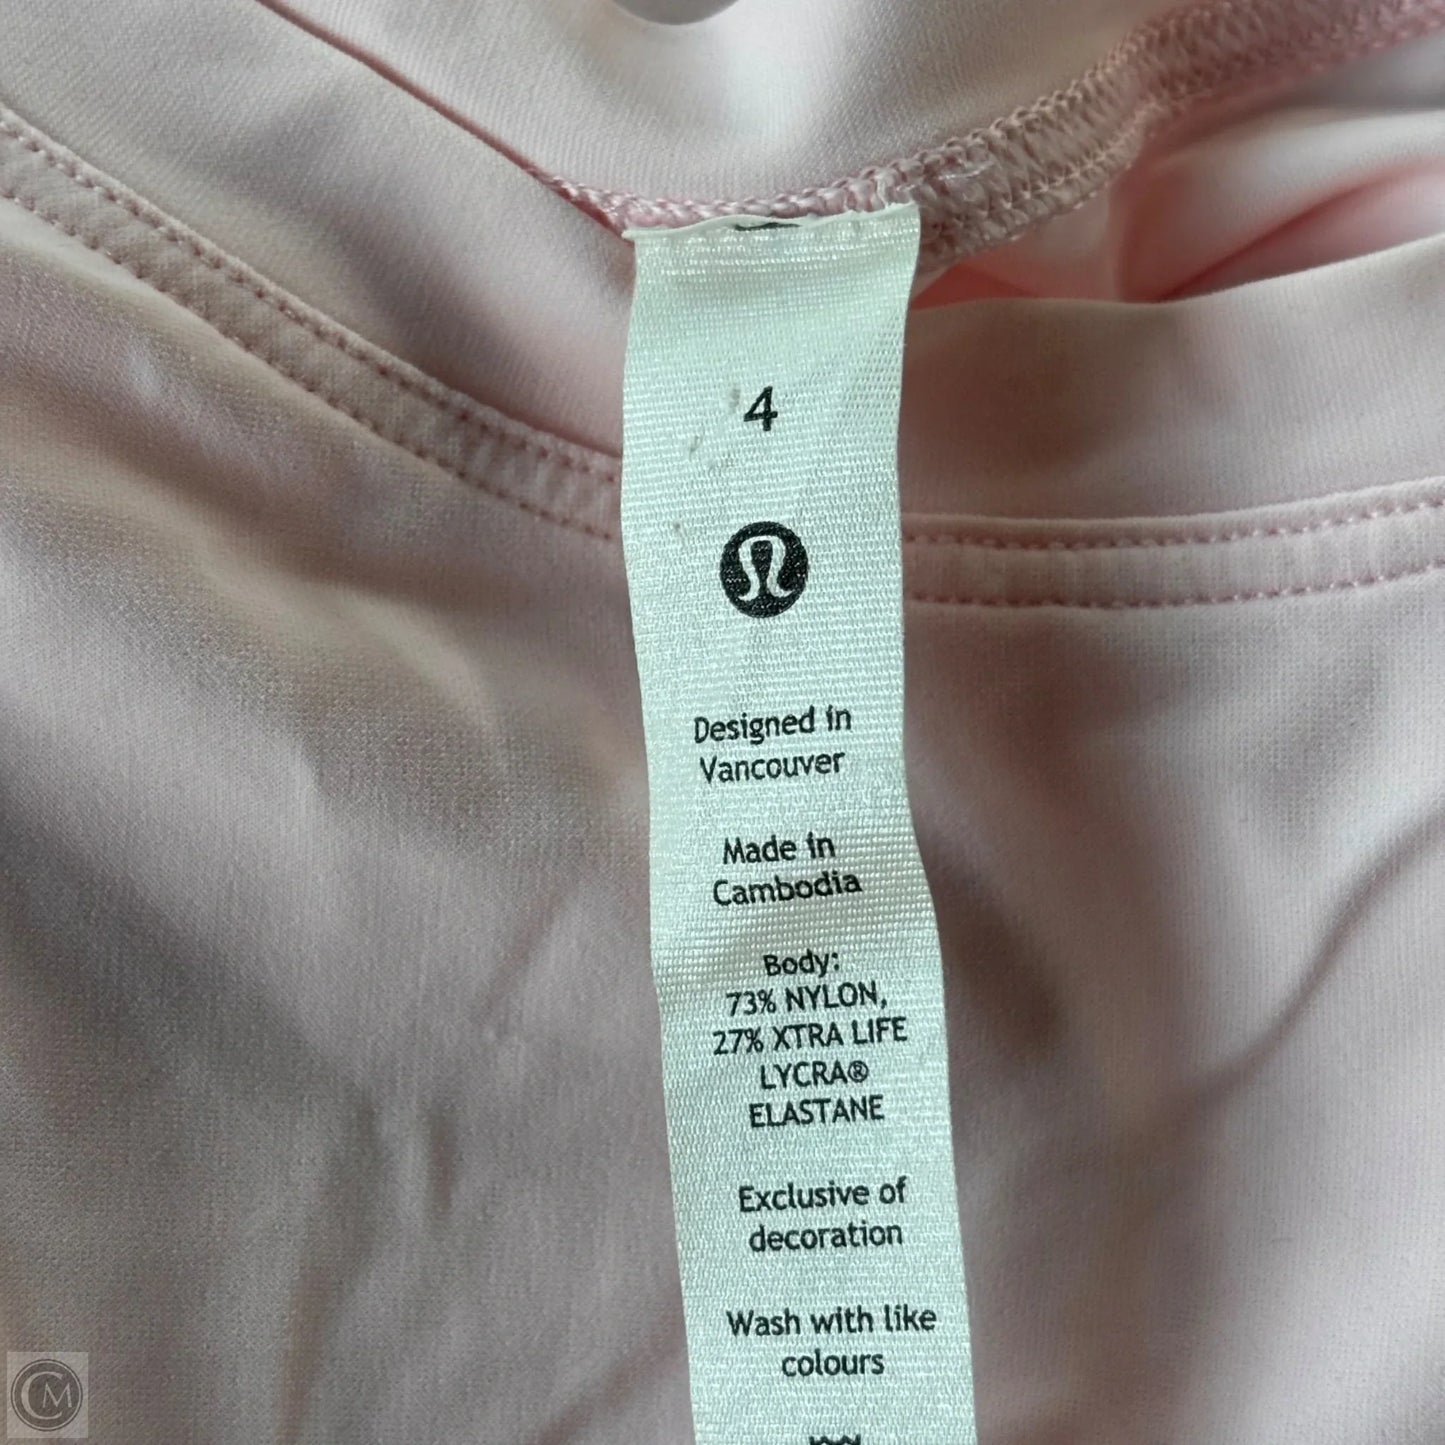 4
Designed in
Vancouver
Made in
Cambodia
Body:
73% NYLON,
27% XTRA LIFE
LYCRA®
ELASTANE
Exclusive of
decoration
Wash with like
colours
CM